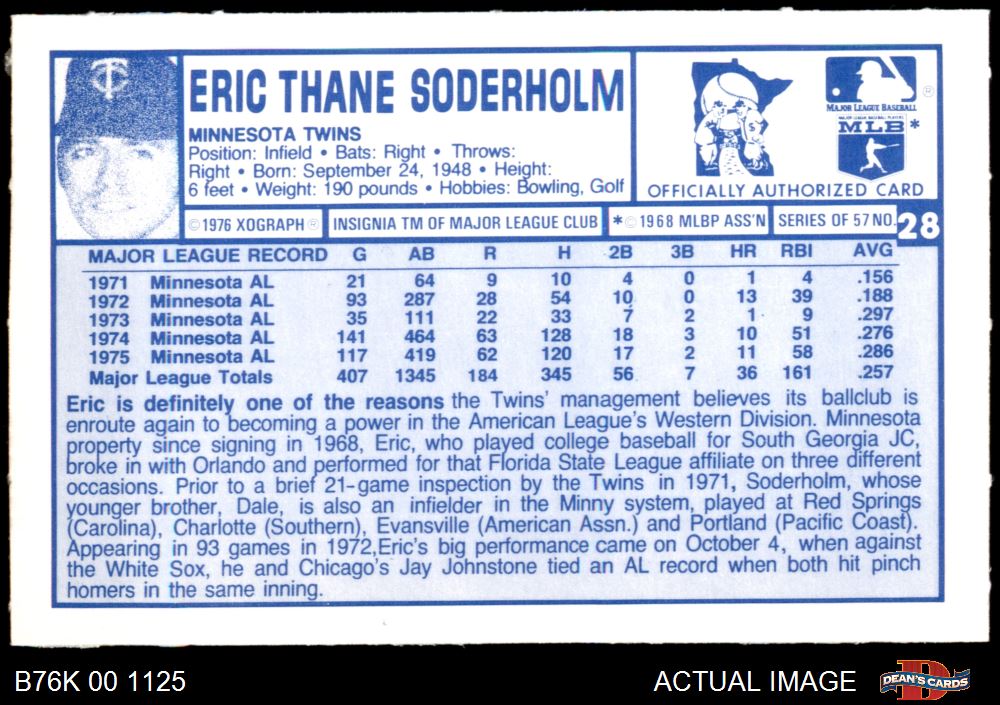 ERIC THANE SODERHOLM
MINNESOTA TWINS
Position: Infield • Bats: Right • Throws:
Right • Born: September 24, 1948 • Height:
6 feet • Weight: 190 pounds • Hobbies: Bowling, Golf
MAJOR LEAGUE BASEBALL ®
MAJOR LEAGUE BASEBALL PLAYERS
MLB *
OFFICIALLY AUTHORIZED CARD
© 1976 XOGRAPH ® INSIGNIA TM OF MAJOR LEAGUE CLUB * © 1968 MLBP ASS'N SERIES OF 57 NO. 28
MAJOR LEAGUE RECORD G AB R H 2B 3B HR RBI AVG
1971 Minnesota AL 21 64 9 10 4 0 1 4 .156
1972 Minnesota AL 93 287 28 54 10 0 13 39 .188
1973 Minnesota AL 35 111 22 33 7 2 1 9 .297
1974 Minnesota AL 141 464 63 128 18 3 10 51 .276
1975 Minnesota AL 117 419 62 120 17 2 11 58 .286
Major League Totals 407 1345 184 345 56 7 36 161 .257
Eric is definitely one of the reasons the Twins' management believes its ballclub is
enroute again to becoming a power in the American League's Western Division. Minnesota
property since signing in 1968, Eric, who played college baseball for South Georgia JC,
broke in with Orlando and performed for that Florida State League affiliate on three different
occasions. Prior to a brief 21-game inspection by the Twins in 1971, Soderholm, whose
younger brother, Dale, is also an infielder in the Minny system, played at Red Springs
(Carolina), Charlotte (Southern), Evansville (American Assn.) and Portland (Pacific Coast).
Appearing in 93 games in 1972,Eric's big performance came on October 4, when against
the White Sox, he and Chicago's Jay Johnstone tied an AL record when both hit pinch
homers in the same inning.
B76K 00 1125 ACTUAL IMAGE DEAN'S CARDS